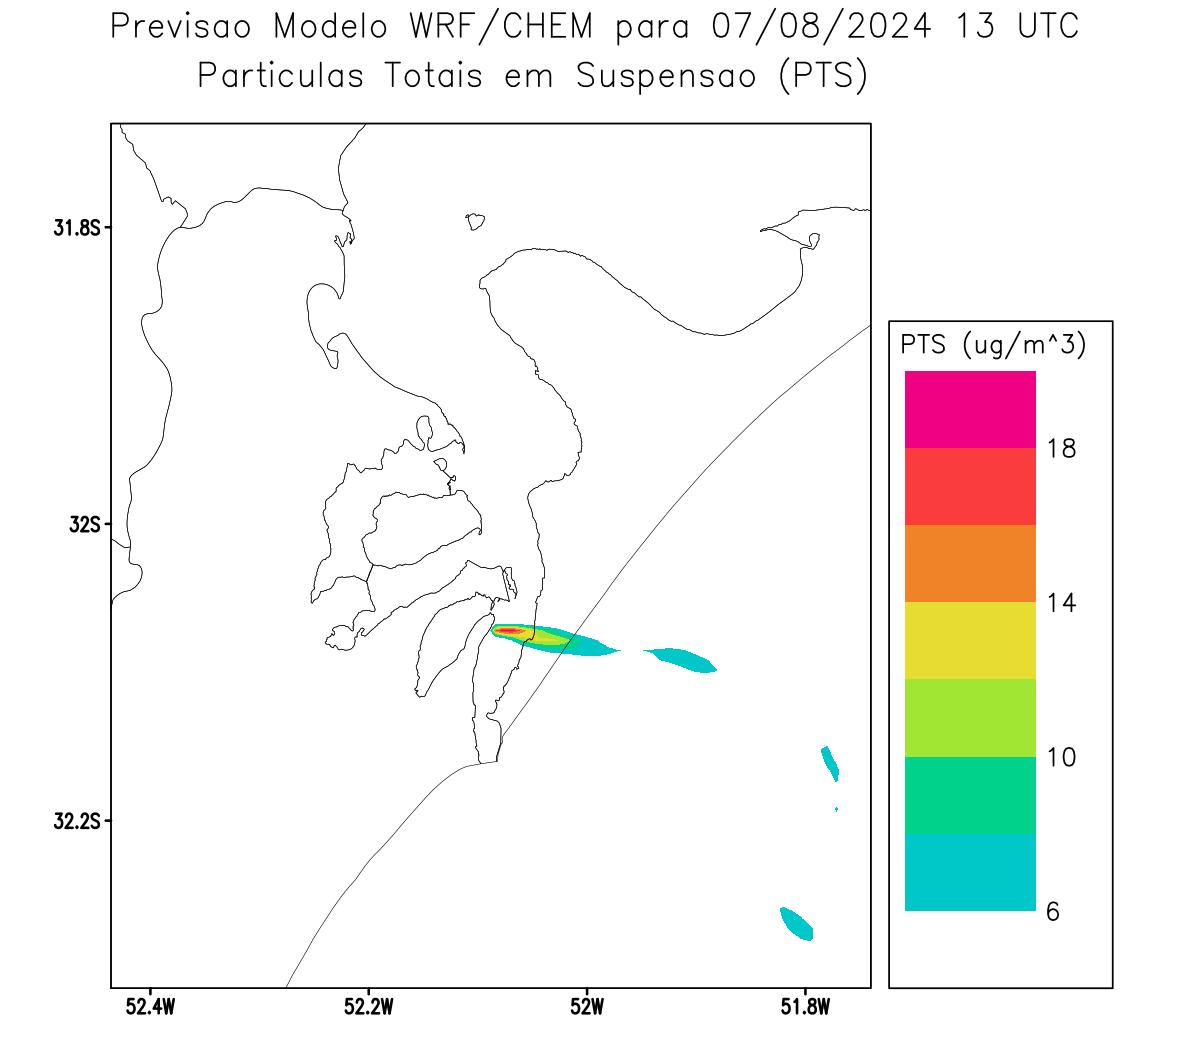 Previsao Modelo WRF/CHEM para 07/08/2024 13 UTC
Particulas Totais em Suspensao (PTS)
31.8S
32S
32.2S
52.4W
52.2W
52W
51.8W
PTS (ug/m^3)
18
14
10
6